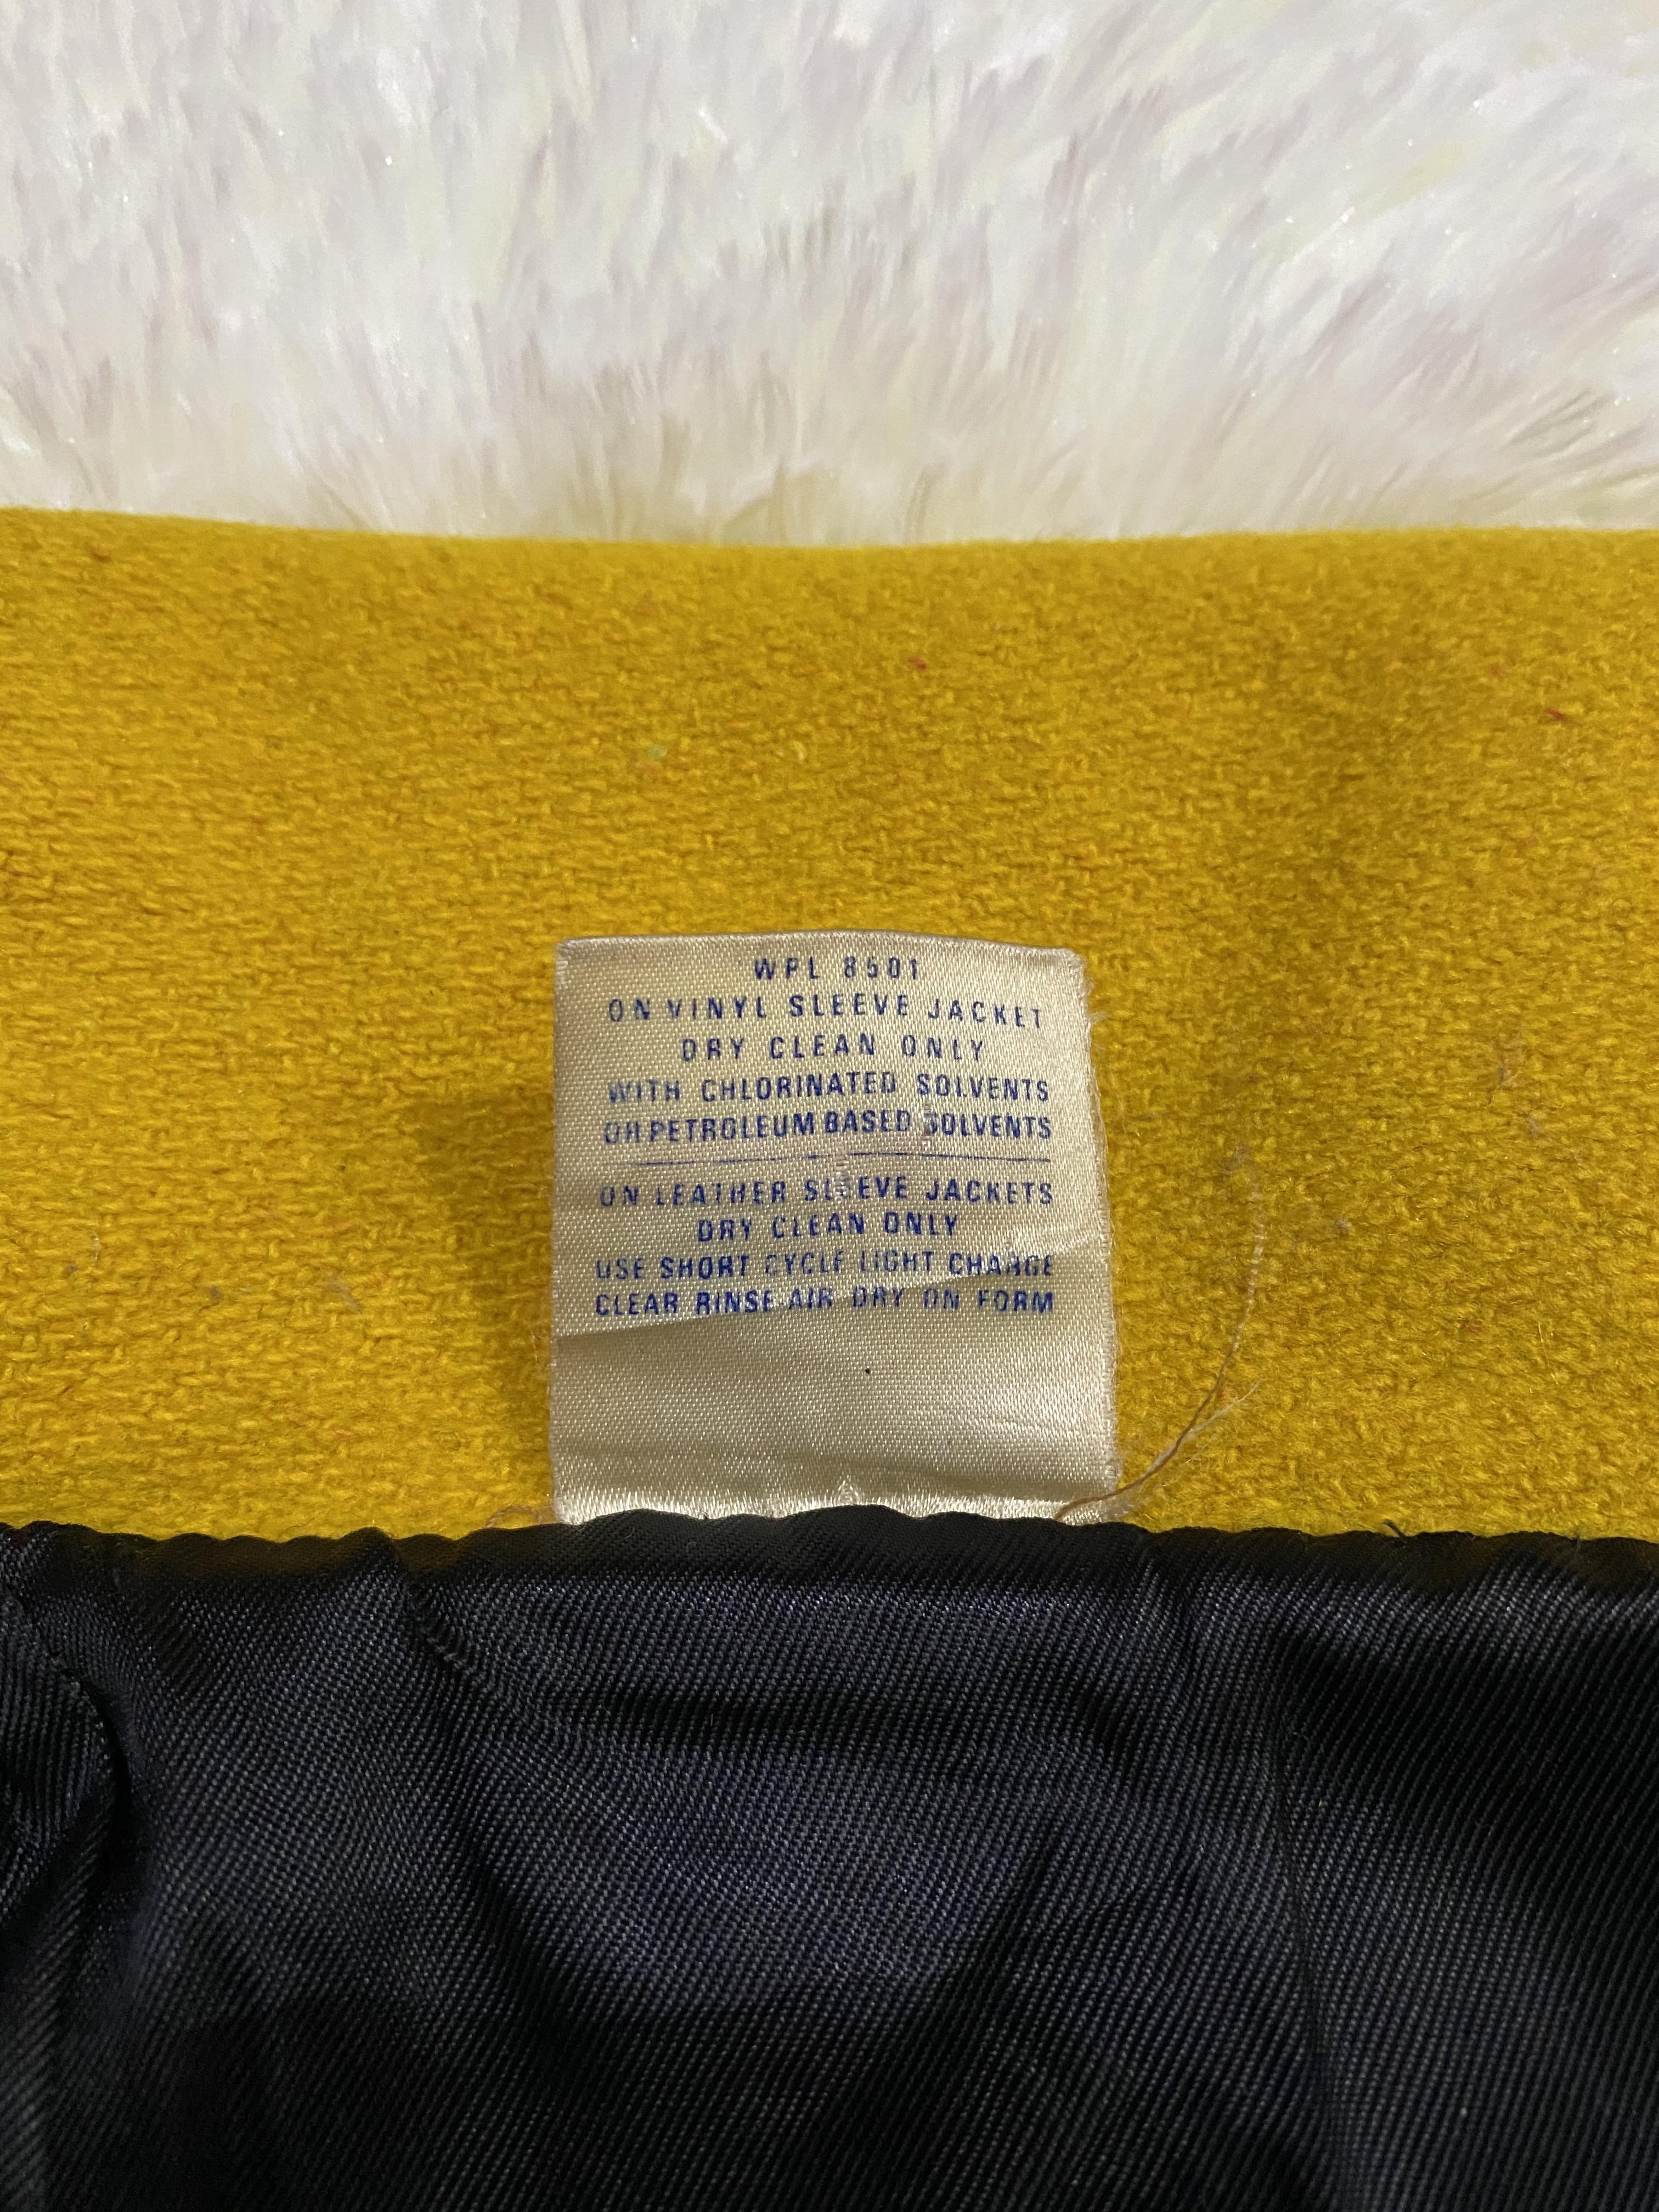 WPL 8501
ON VINYL SLEEVE JACKET
DRY CLEAN ONLY
WITH CHLORINATED SOLVENTS
OR PETROLEUM BASED SOLVENTS
ON LEATHER SLEEVE JACKETS
DRY CLEAN ONLY
USE SHORT CYCLE LIGHT CHARGE
CLEAR RINSE AIR DRY ON FORM